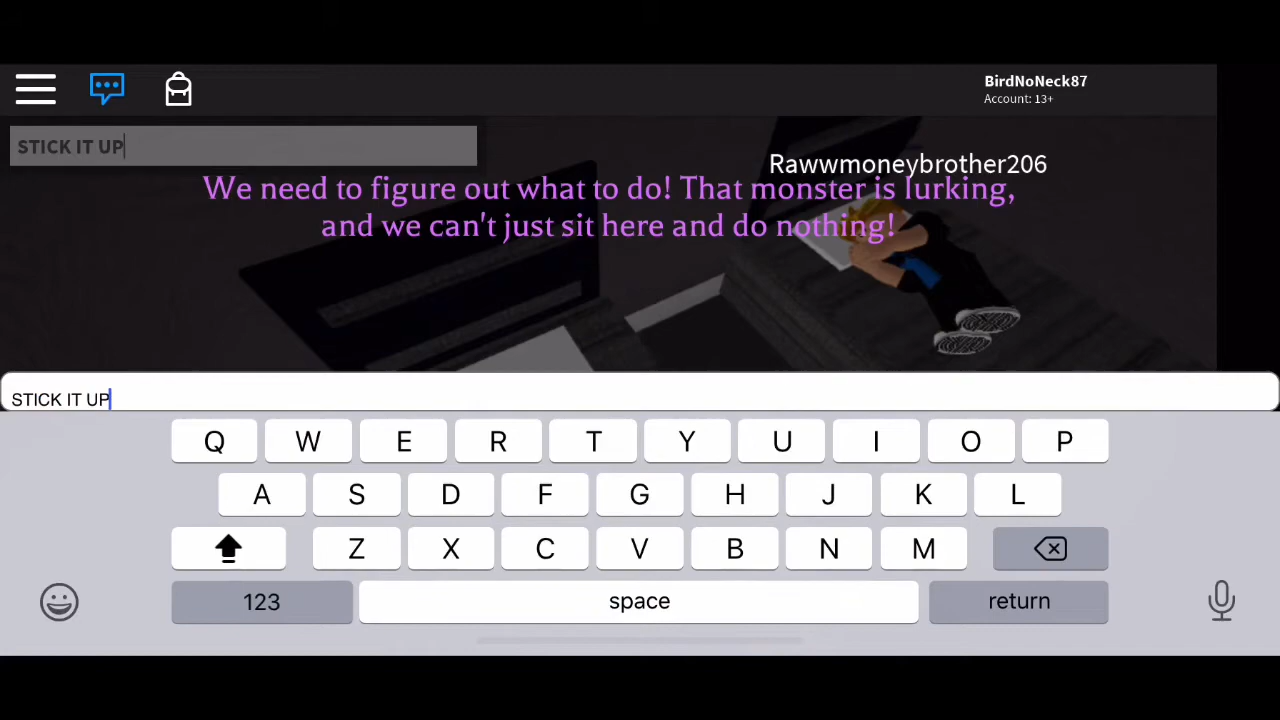 BirdNoNeck87
Account: 13+
STICK IT UP
Rawwmoneybrother206
We need to figure out what to do! That monster is lurking,
and we can't just sit here and do nothing!
STICK IT UP
Q W E R T Y U I O P
A S D F G H J K L
Z X C V B N M
123 space return